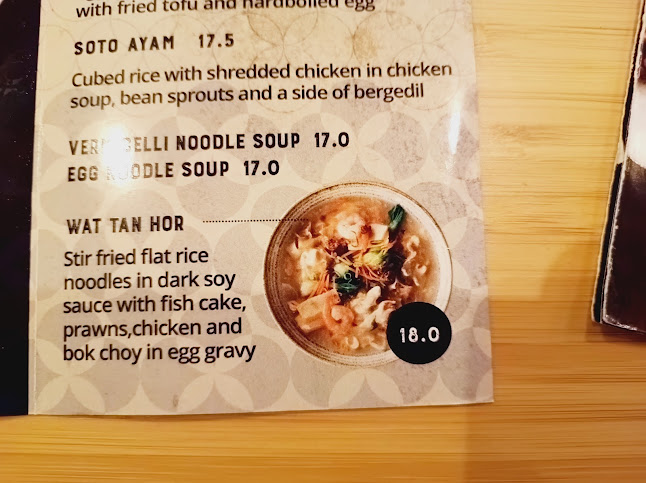 with fried tofu and hardboiled egg
SOTO AYAM 17.5
Cubed rice with shredded chicken in chicken
soup, bean sprouts and a side of bergedil
VERMICELLI NOODLE SOUP 17.0
EGG NOODLE SOUP 17.0
WAT TAN HOR
Stir fried flat rice
noodles in dark soy
sauce with fish cake,
prawns,chicken and
bok choy in egg gravy
18.0